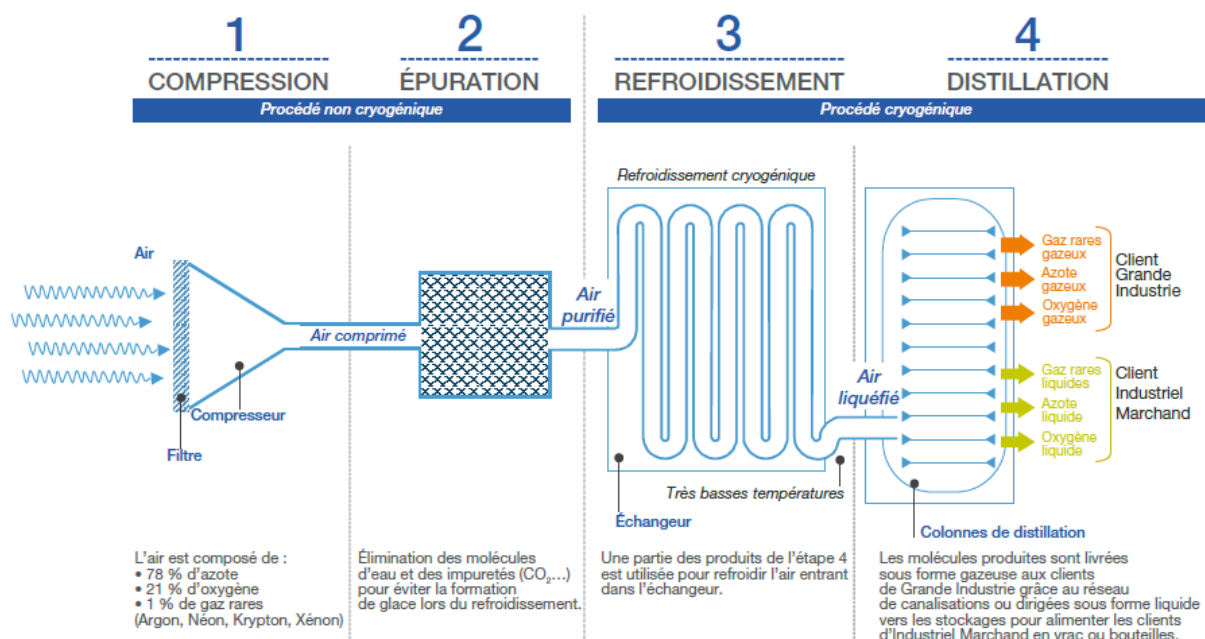 1
COMPRESSION
2
ÉPURATION
Procédé non cryogénique
3
REFROIDISSEMENT
4
DISTILLATION
Procédé cryogénique
Air
Filtre
Compresseur
Air comprimé
Air
purifié
Refroidissement cryogénique
Échangeur
Très basses températures
Air
liquéfié
Gaz rares
gazeux
Azote
gazeux
Oxygène
gazeux
Client
Grande
Industrie
Gaz rares
liquides
Azote
liquide
Oxygène
liquide
Client
Industriel
Marchand
Colonnes de distillation
L'air est composé de :
• 78 % d'azote
• 21 % d'oxygène
• 1 % de gaz rares
(Argon, Néon, Krypton, Xénon)
Élimination des molécules
d'eau et des impuretés (CO₂...)
pour éviter la formation
de glace lors du refroidissement.
Une partie des produits de l'étape 4
est utilisée pour refroidir l'air entrant
dans l'échangeur.
Les molécules produites sont livrées
sous forme gazeuse aux clients
de Grande Industrie grâce au réseau
de canalisations ou dirigées sous forme liquide
vers les stockages pour alimenter les clients
d'Industriel Marchand en vrac ou bouteilles.